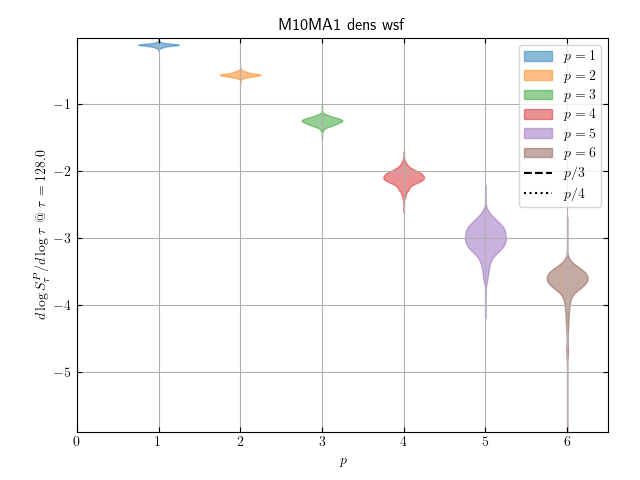 M10MA1 dens wsf
d log S_τ^P / d log τ @ τ = 128.0
−1
−2
−3
−4
−5
0 1 2 3 4 5 6
p
p = 1
p = 2
p = 3
p = 4
p = 5
p = 6
p/3
p/4